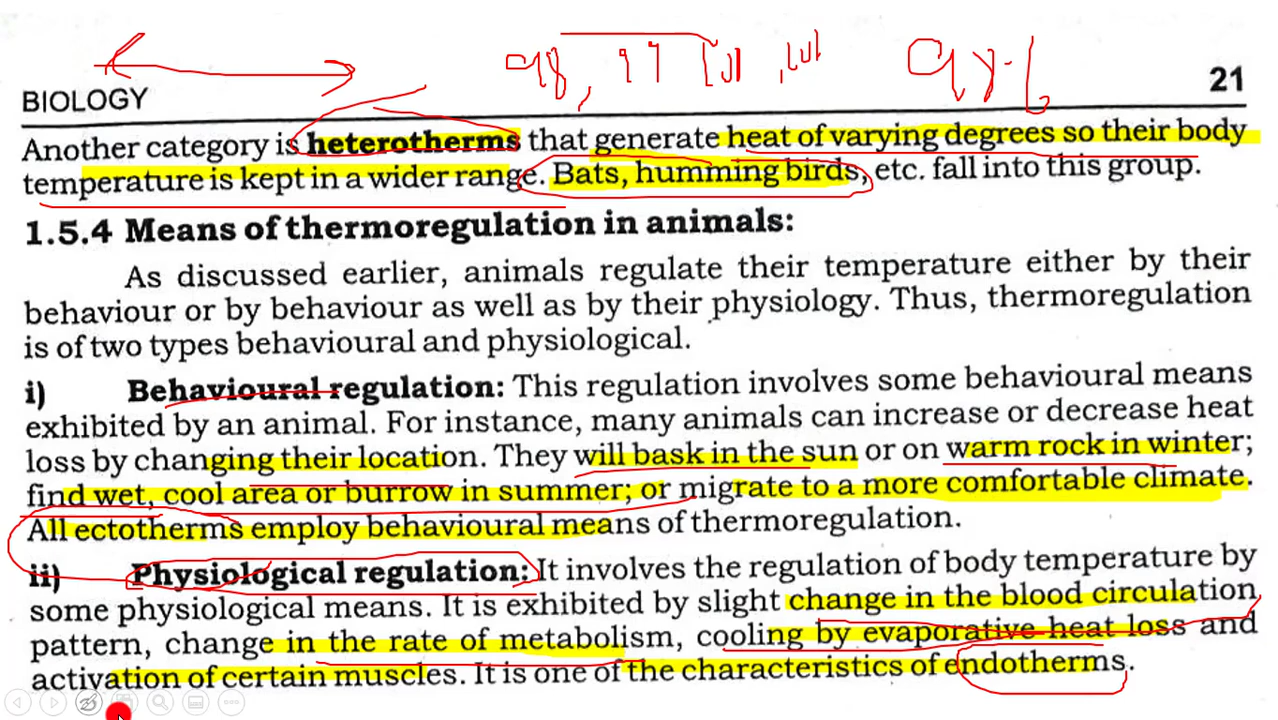 98, 99 101, 101 98.6
21
BIOLOGY
Another category is heterotherms that generate heat of varying degrees so their body
temperature is kept in a wider range. Bats, humming birds, etc. fall into this group.
1.5.4 Means of thermoregulation in animals:
As discussed earlier, animals regulate their temperature either by their
behaviour or by behaviour as well as by their physiology. Thus, thermoregulation
is of two types behavioural and physiological.
i) Behavioural regulation: This regulation involves some behavioural means
exhibited by an animal. For instance, many animals can increase or decrease heat
loss by changing their location. They will bask in the sun or on warm rock in winter;
find wet, cool area or burrow in summer; or migrate to a more comfortable climate.
All ectotherms employ behavioural means of thermoregulation.
ii) Physiological regulation: It involves the regulation of body temperature by
some physiological means. It is exhibited by slight change in the blood circulation
pattern, change in the rate of metabolism, cooling by evaporative heat loss and
activation of certain muscles. It is one of the characteristics of endotherms.